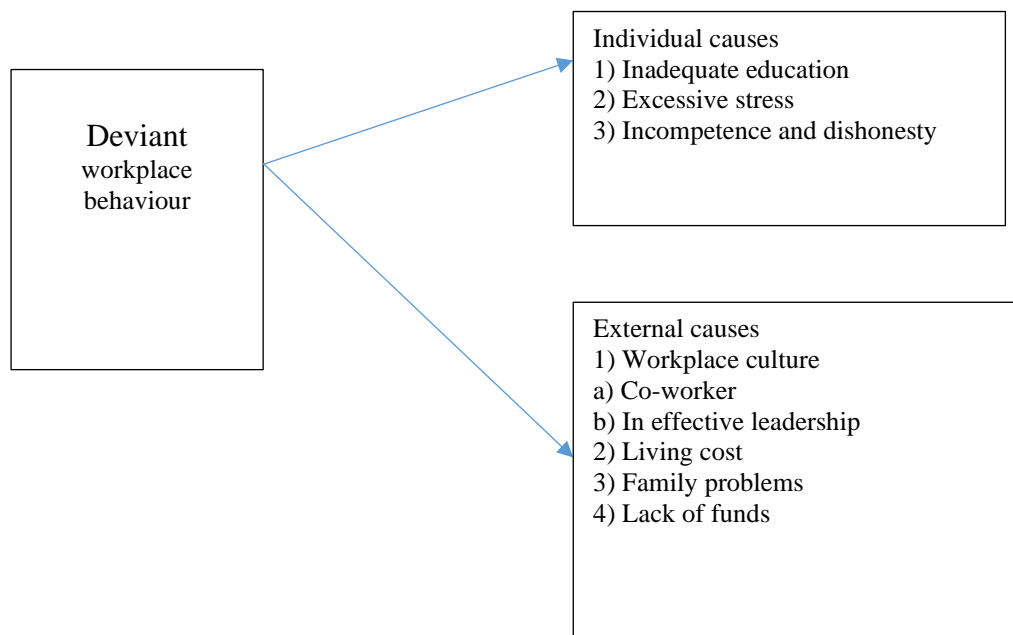 Deviant
workplace
behaviour
Individual causes
1) Inadequate education
2) Excessive stress
3) Incompetence and dishonesty
External causes
1) Workplace culture
a) Co-worker
b) In effective leadership
2) Living cost
3) Family problems
4) Lack of funds